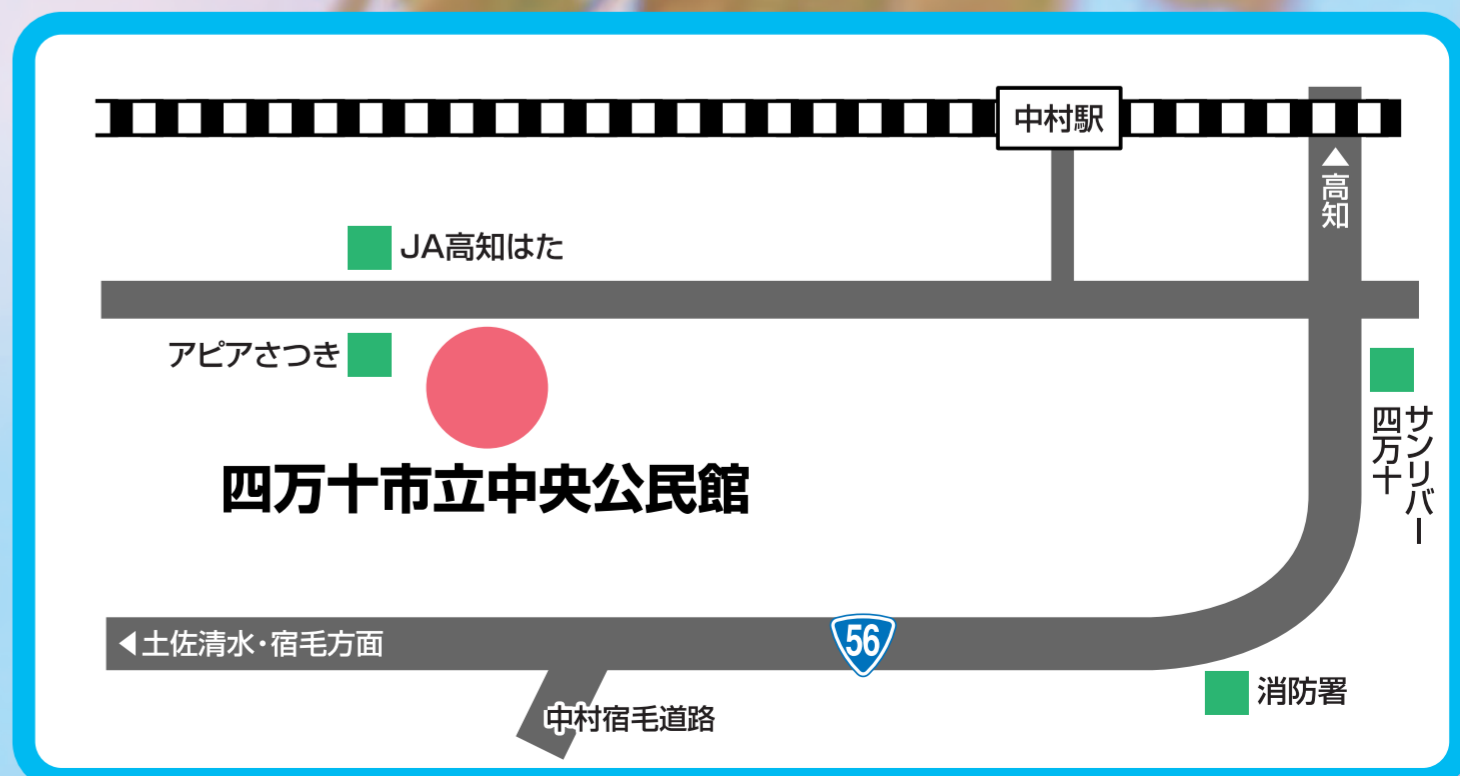 中村駅
▲高知
JA高知はた
アピアさつき
サンリバー
四万十
四万十市立中央公民館
◀土佐清水・宿毛方面
56
消防署
中村宿毛道路